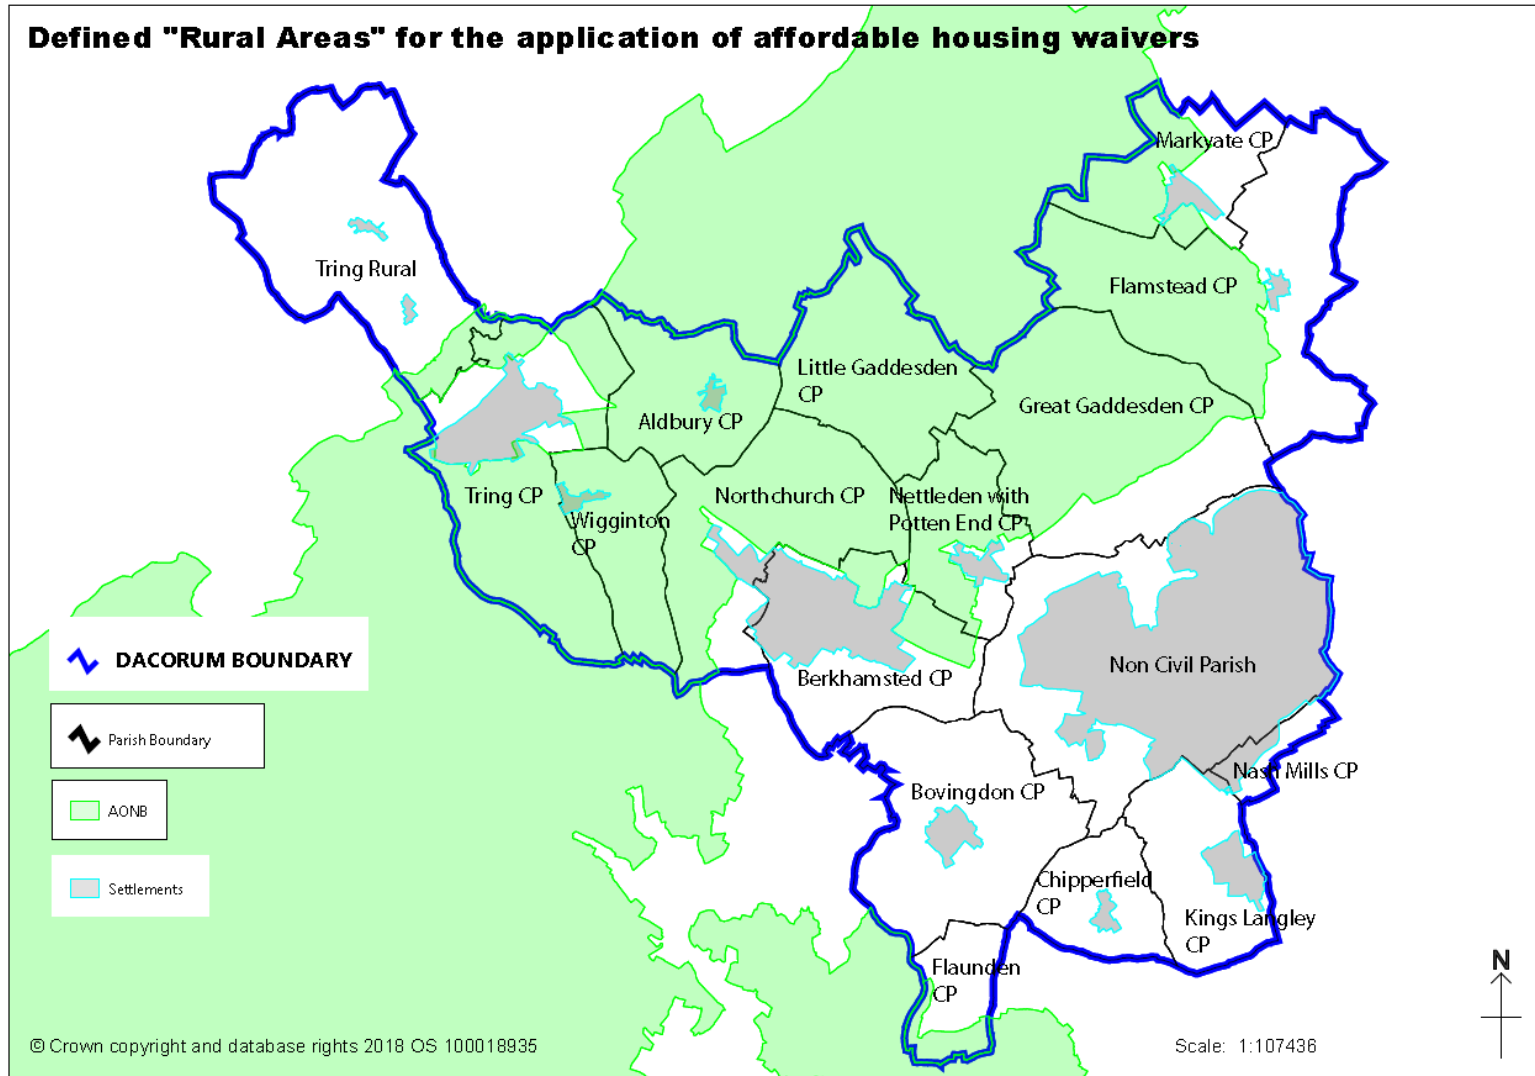 Defined "Rural Areas" for the application of affordable housing waivers
Markyate CP
Tring Rural
Flamstead CP
Little Gaddesden
CP
Great Gaddesden CP
Aldbury CP
Tring CP
Northchurch CP
Nettleden with
Potten End CP
Wigginton
CP
DACORUM BOUNDARY
Non Civil Parish
Berkhamsted CP
Parish Boundary
Nash Mills CP
Bovingdon CP
AONB
Chipperfield
CP
Settlements
Kings Langley
CP
Flaunden
CP
N
© Crown copyright and database rights 2018 OS 100018935
Scale: 1:107436